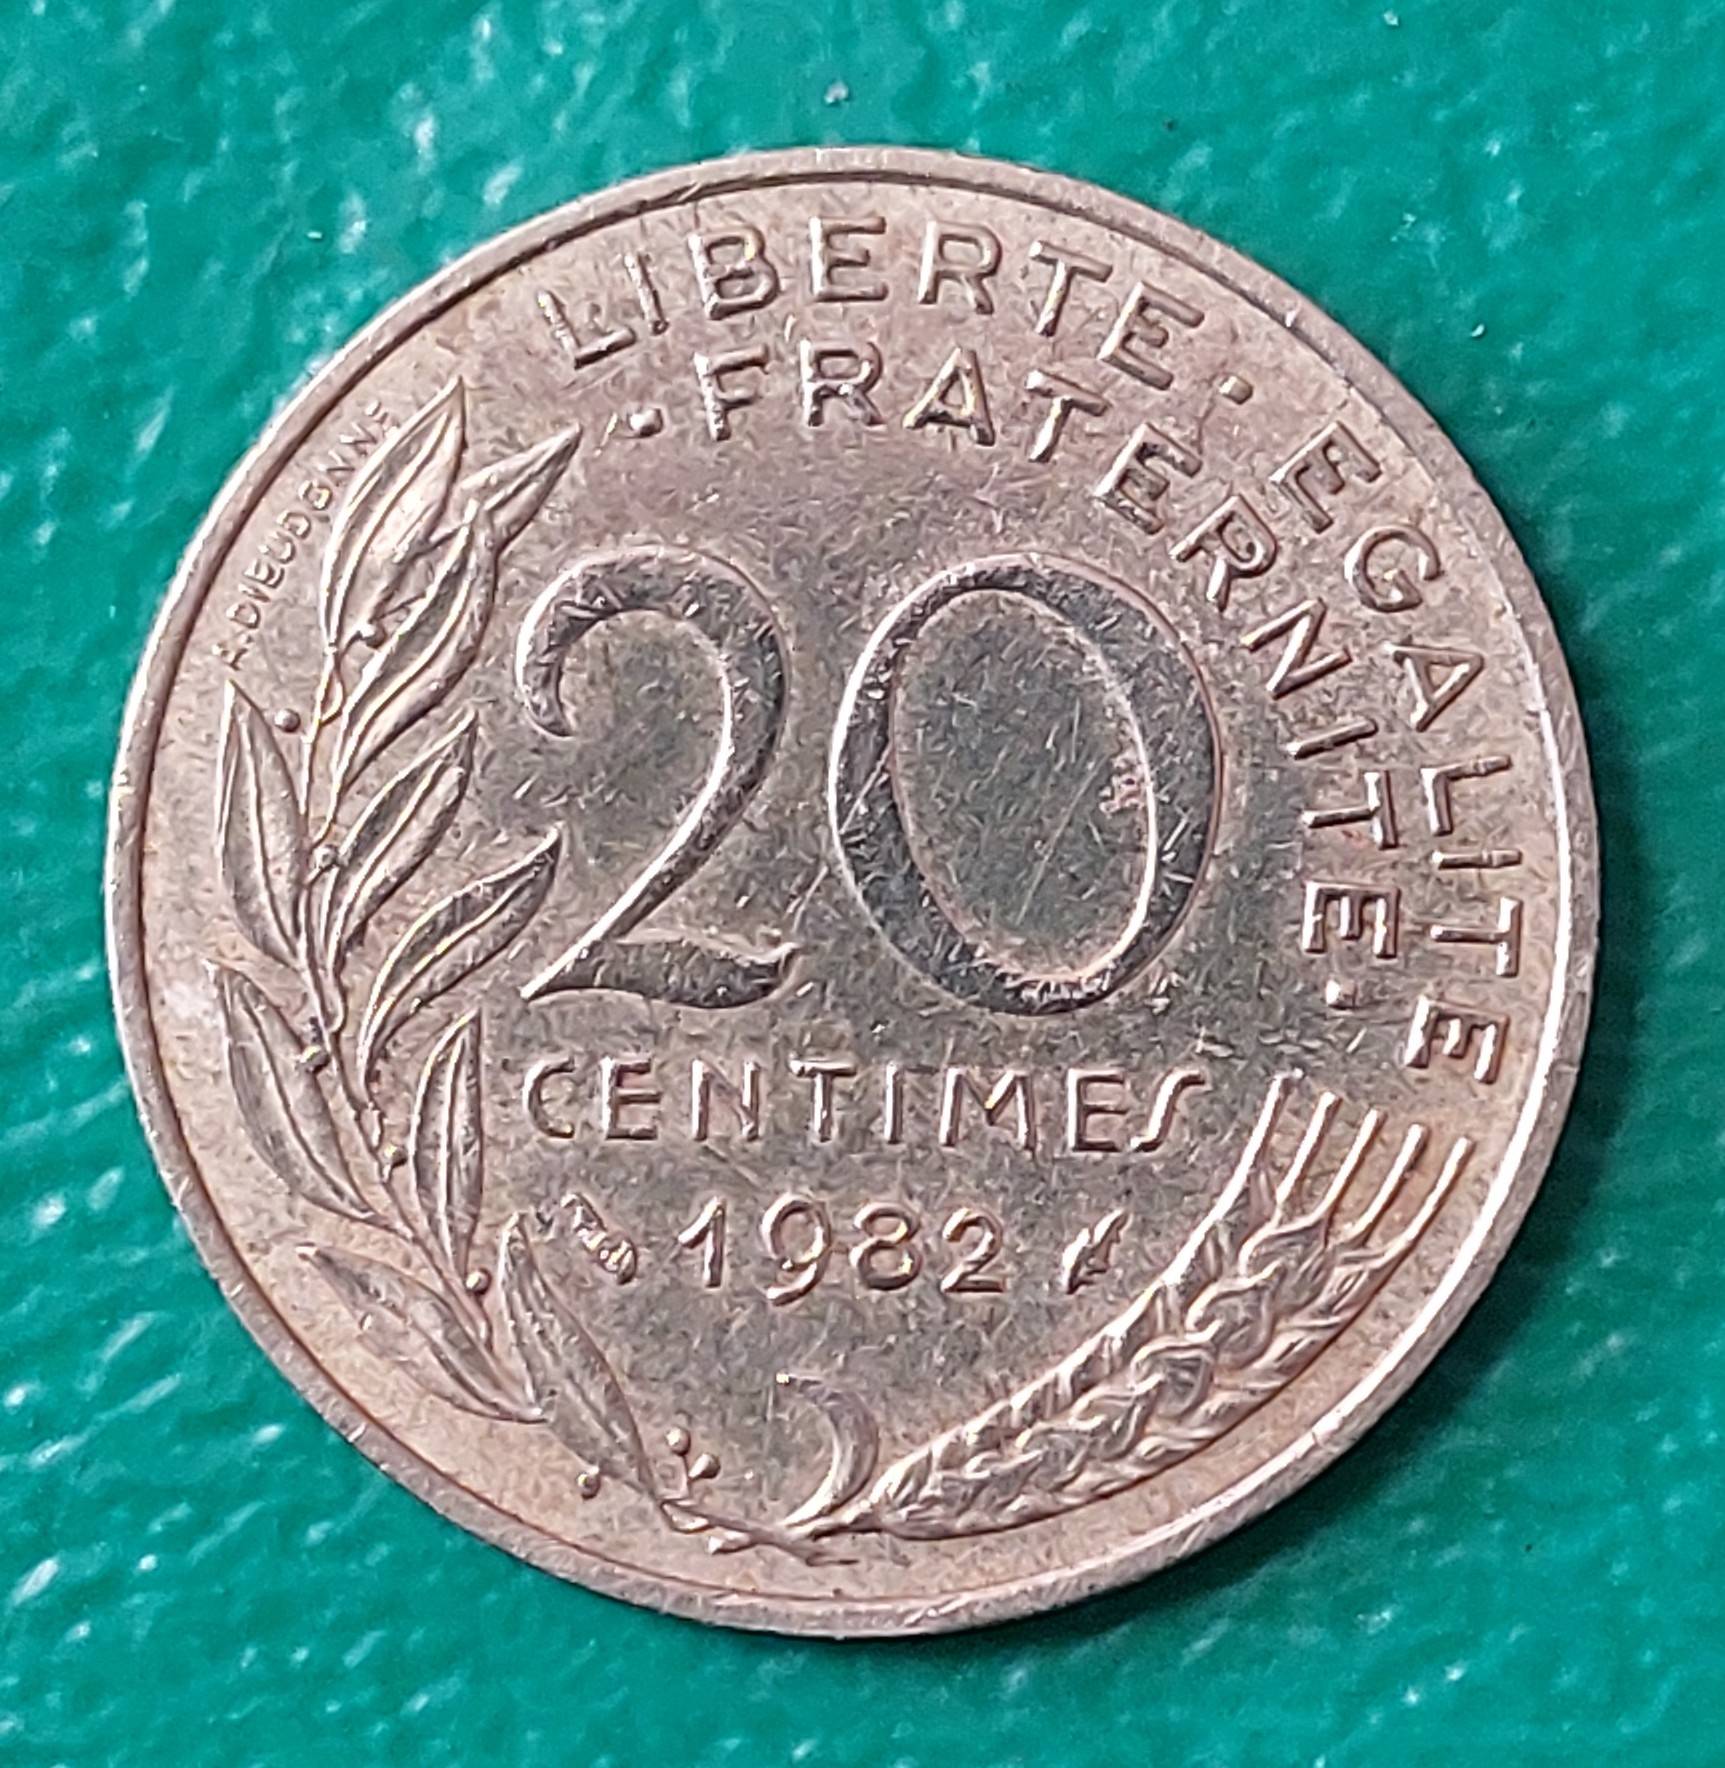 LIBERTE · EGALITE
· FRATERNITE ·
A.DIEUDONNE
20
CENTIMES
1982